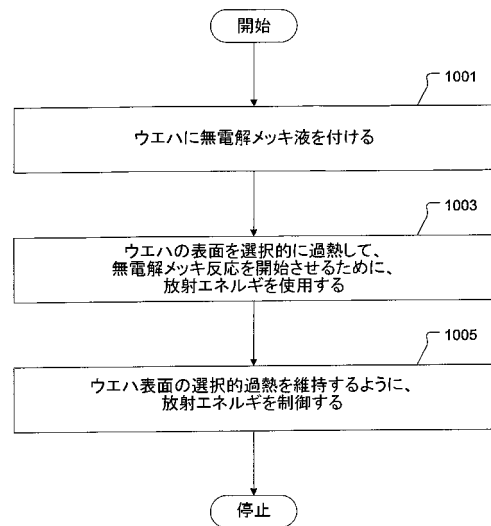 開始
1001
ウエハに無電解メッキ液を付ける
1003
ウエハの表面を選択的に過熱して、
無電解メッキ反応を開始させるために、
放射エネルギを使用する
1005
ウエハ表面の選択的過熱を維持するように、
放射エネルギを制御する
停止